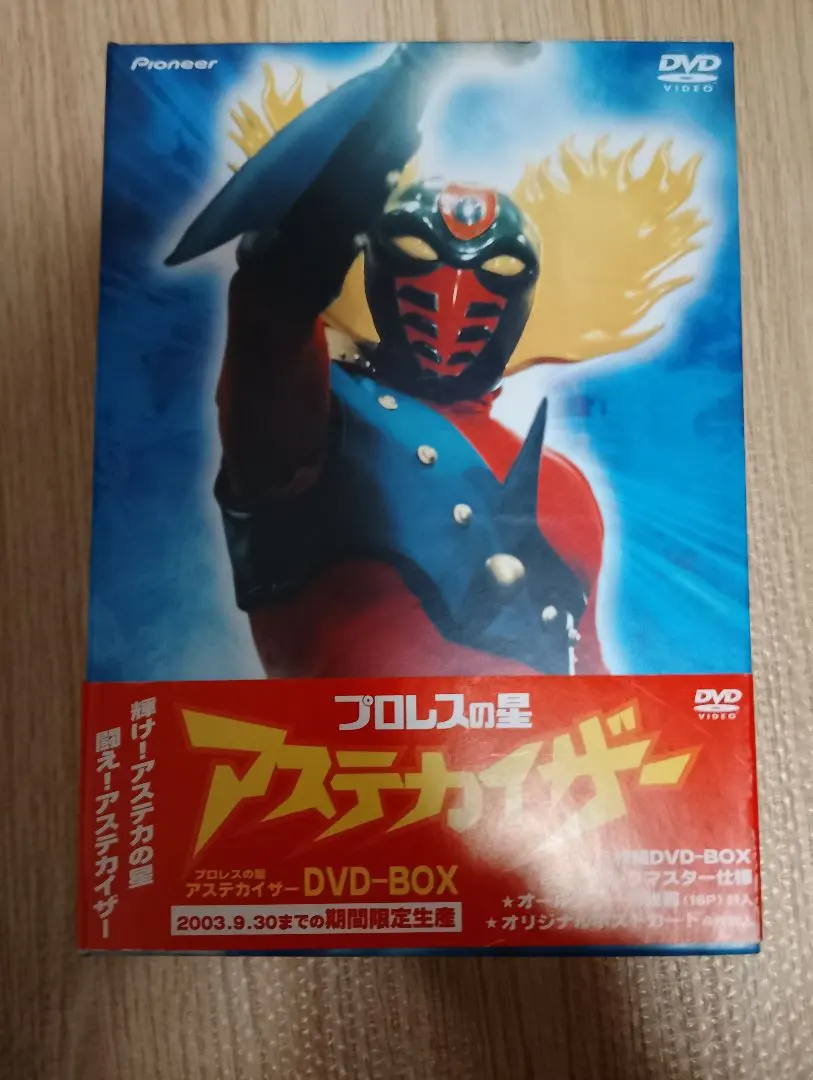 Pioneer
DVD
VIDEO
プロレスの星
アステカイザー
DVD
VIDEO
輝け!アステカの星
闘え!アステカイザー
プロレスの星
アステカイザー DVD-BOX
2003.9.30までの期間限定生産
DVD-BOX
マスター仕様
★オール (16P)封入
★オリジナルポストカード